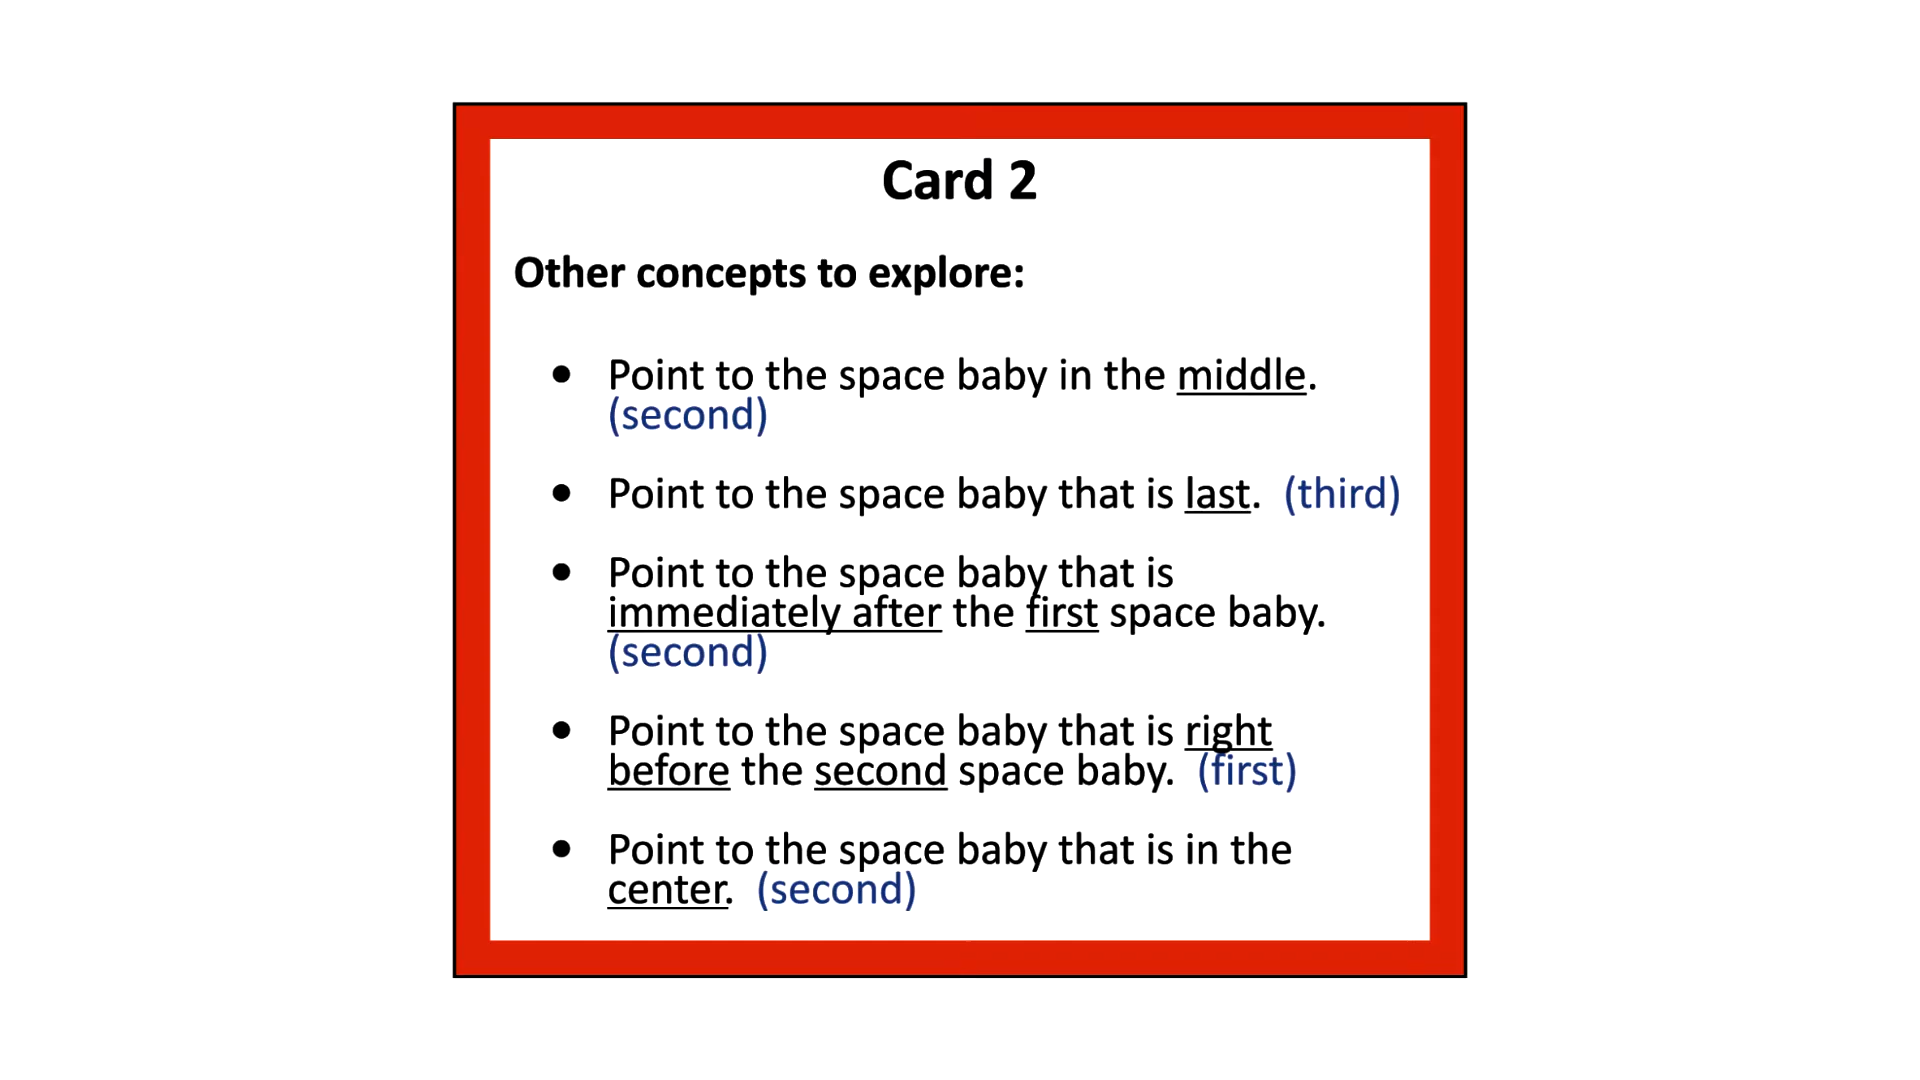 Card 2
Other concepts to explore:
• Point to the space baby in the middle.
(second)
• Point to the space baby that is last. (third)
• Point to the space baby that is
immediately after the first space baby.
(second)
• Point to the space baby that is right
before the second space baby. (first)
• Point to the space baby that is in the
center. (second)